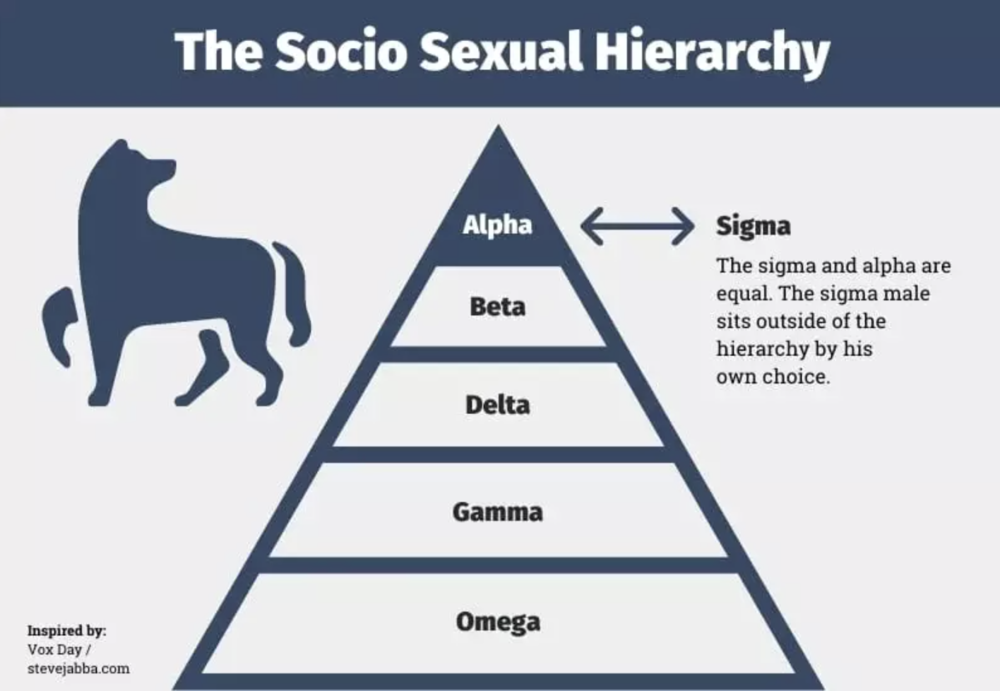 The Socio Sexual Hierarchy
Alpha
Sigma
The sigma and alpha are
equal. The sigma male
sits outside of the
hierarchy by his
own choice.
Beta
Delta
Gamma
Omega
Inspired by:
Vox Day /
stevejabba.com